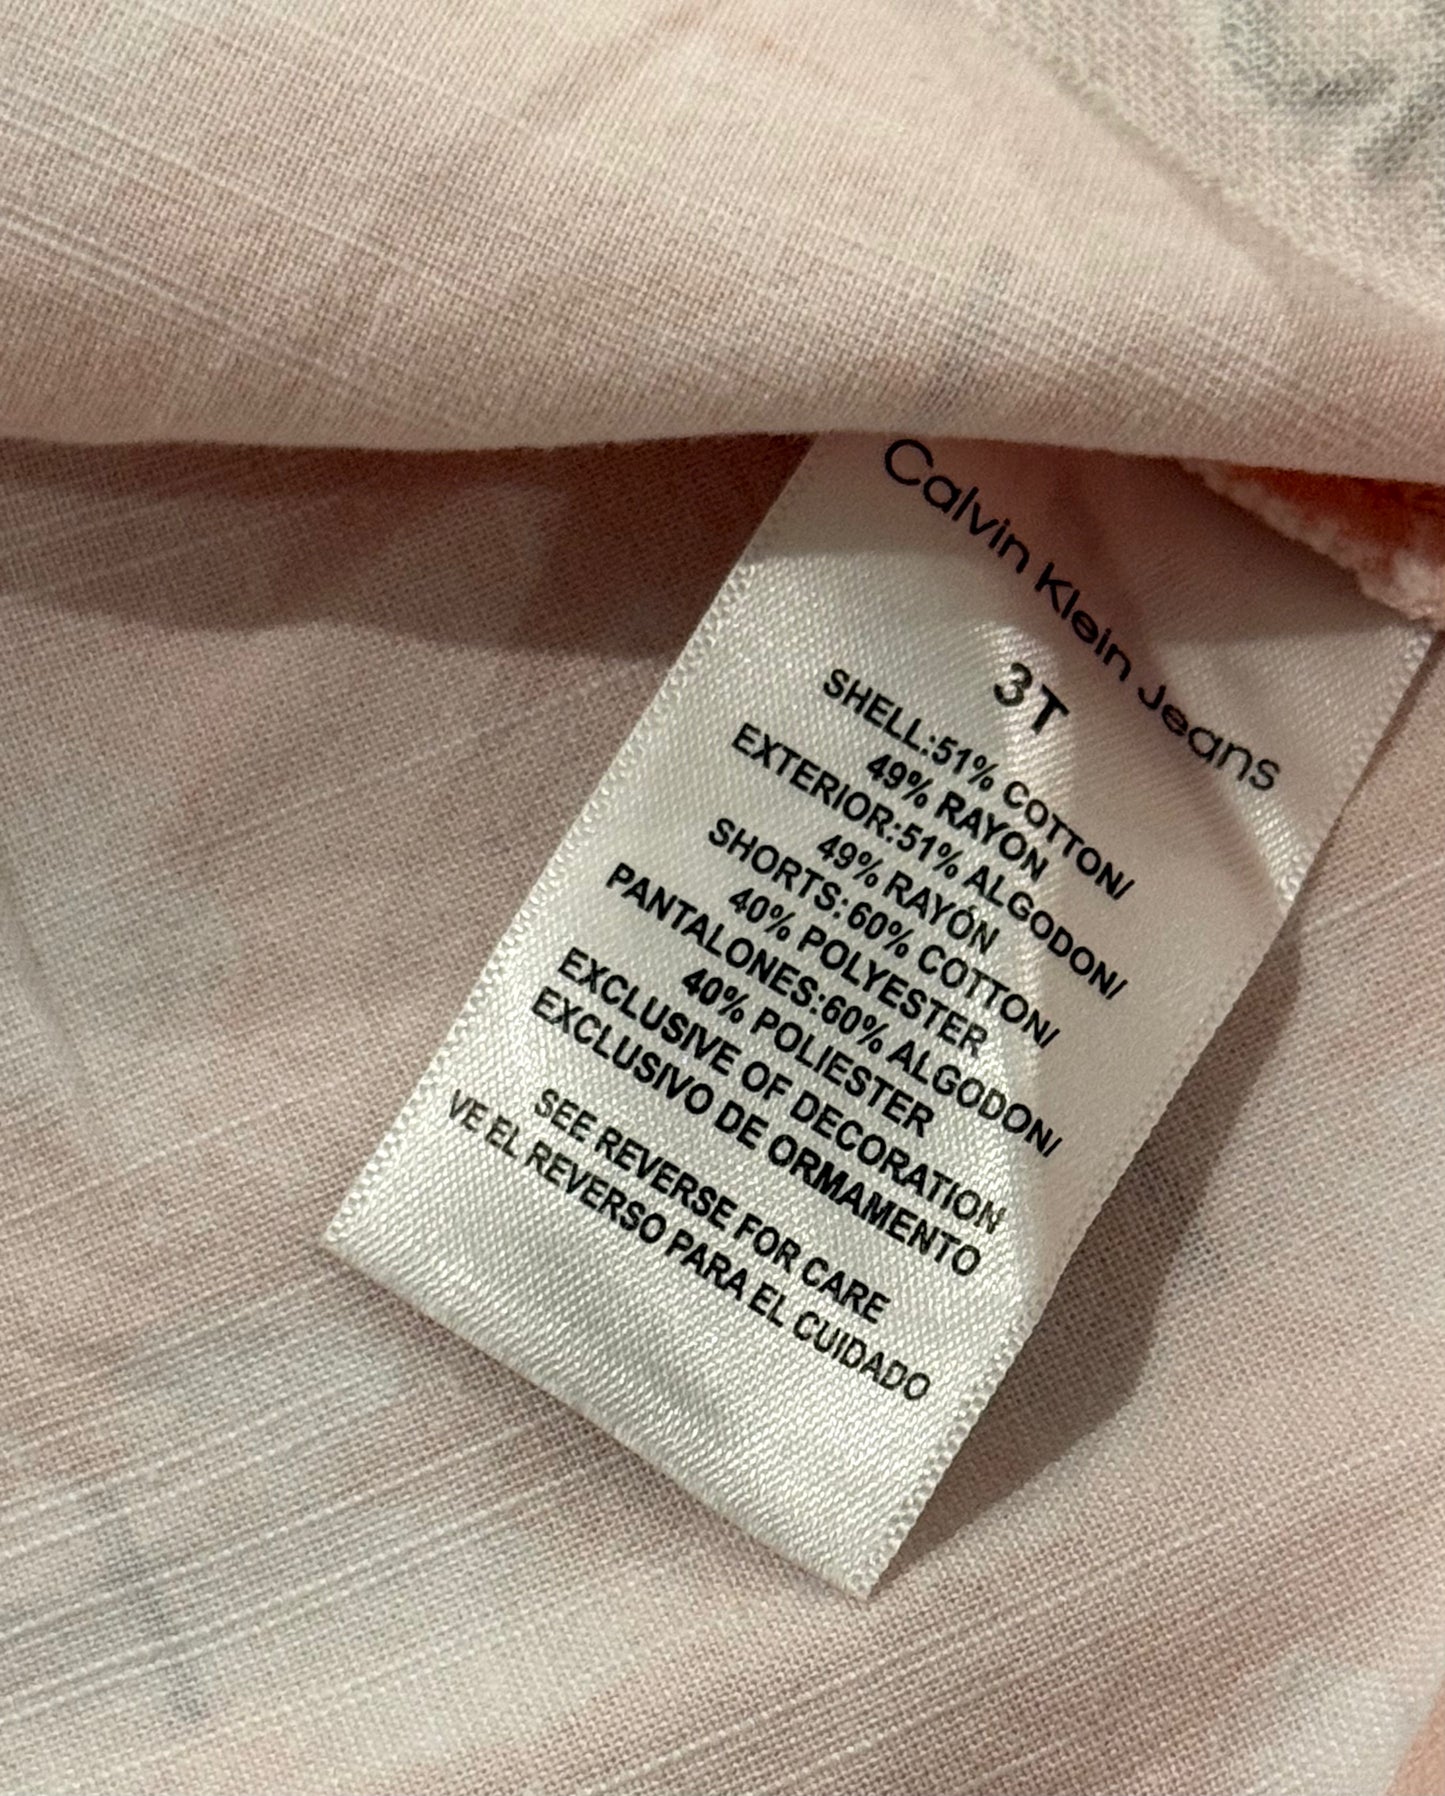 Calvin Klein Jeans
3T
SHELL:51% COTTON/
49% RAYON
EXTERIOR:51% ALGODON/
49% RAYÓN
SHORTS:60% COTTON/
40% POLYESTER
PANTALONES:60% ALGODON/
40% POLIESTER
EXCLUSIVE OF DECORATION
EXCLUSIVO DE ORMAMENTO
SEE REVERSE FOR CARE
VE EL REVERSO PARA EL CUIDADO